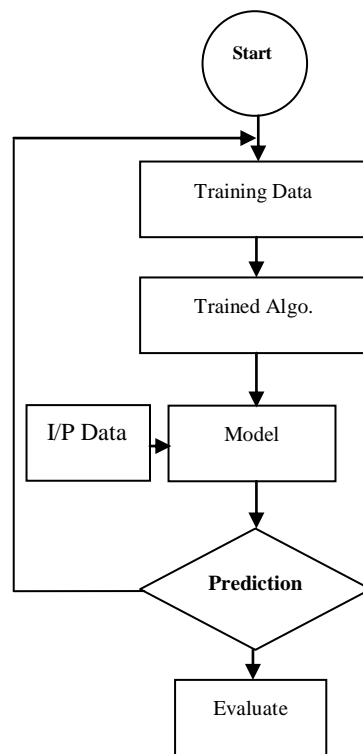 Start
Training Data
Trained Algo.
I/P Data
Model
Prediction
Evaluate